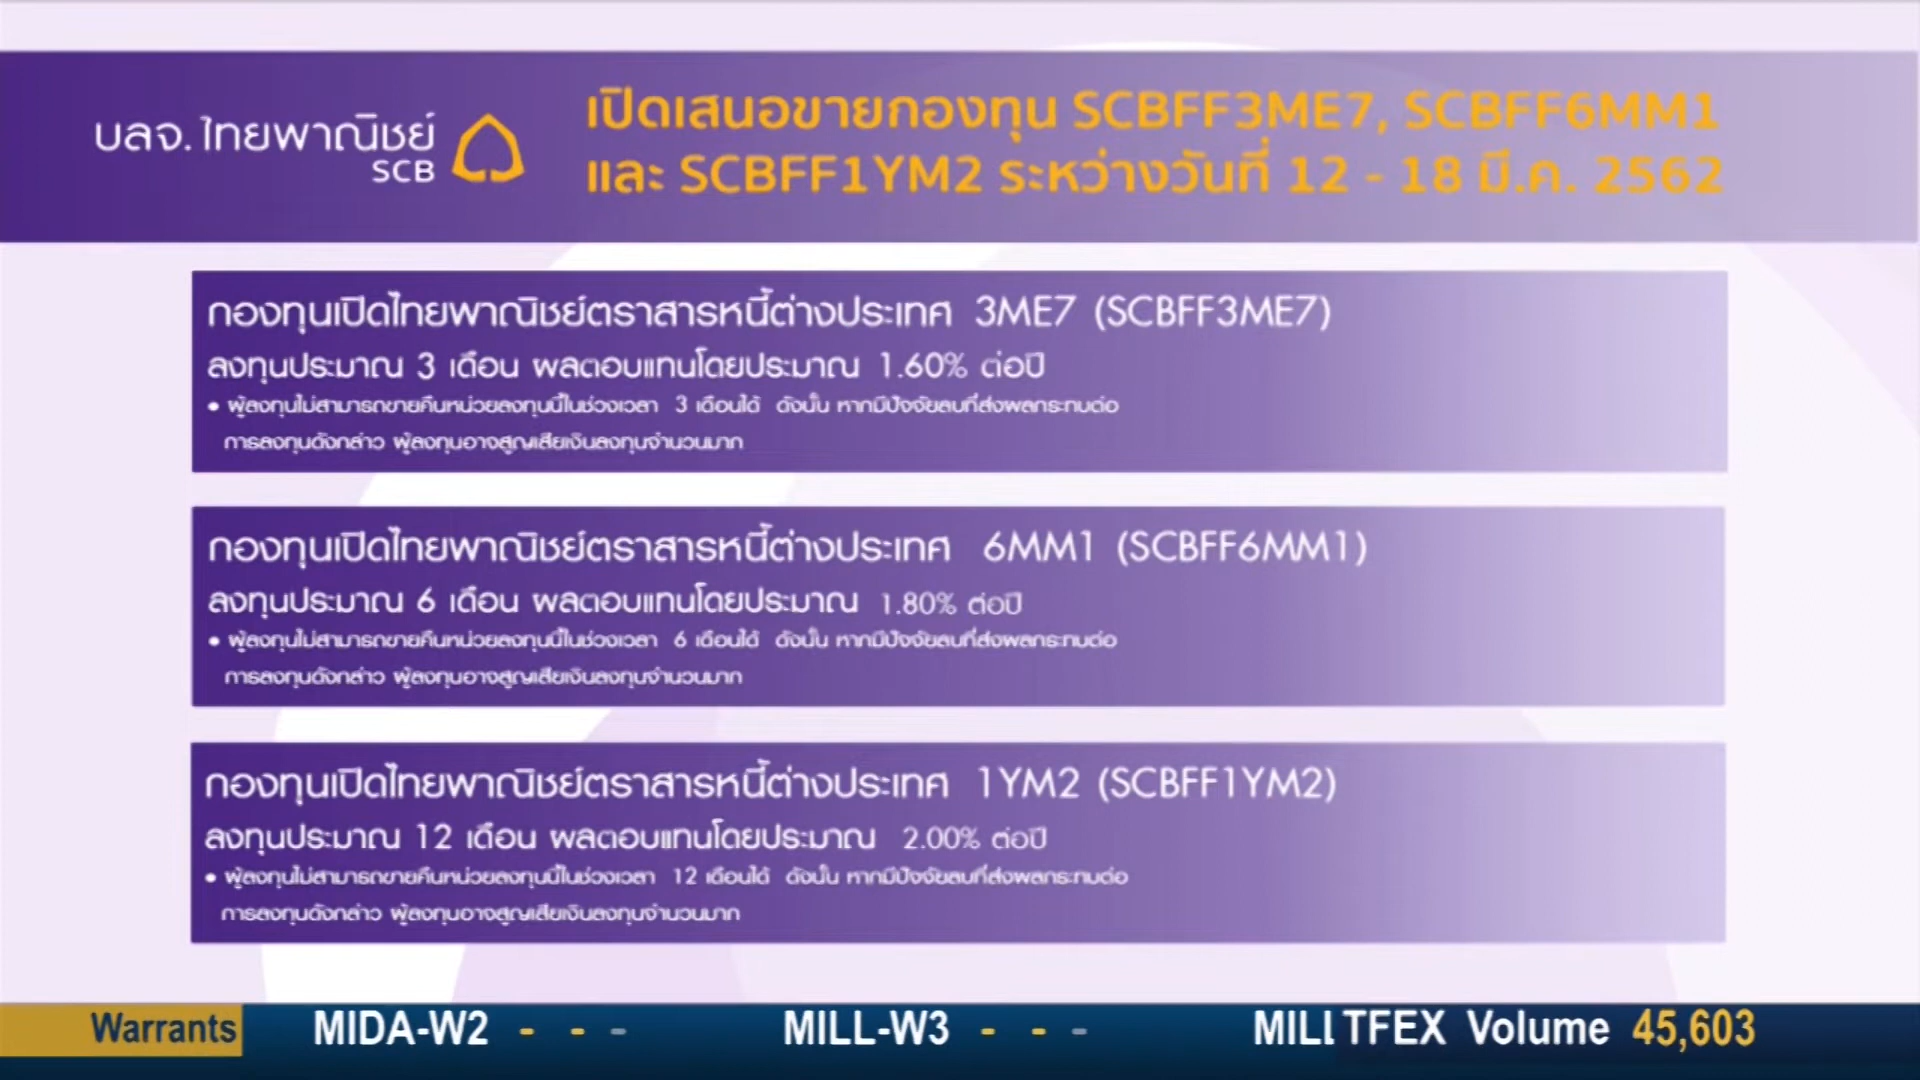 บลจ.ไทยพาณิชย์
SCB
เปิดเสนอขายกองทุน SCBFF3ME7, SCBFF6MM1
และ SCBFF1YM2 ระหว่างวันที่ 12 - 18 มี.ค. 2562
กองทุนเปิดไทยพาณิชย์ตราสารหนี้ต่างประเทศ 3ME7 (SCBFF3ME7)
ลงทุนประมาณ 3 เดือน ผลตอบแทนโดยประมาณ 1.60% ต่อปี
• ผู้ลงทุนไม่สามารถขายคืนหน่วยลงทุนนี้ในช่วงเวลา 3 เดือนได้ ดังนั้น หากมีปัจจัยลบที่ส่งผลกระทบต่อ
การลงทุนดังกล่าว ผู้ลงทุนอาจสูญเสียเงินลงทุนจำนวนมาก
กองทุนเปิดไทยพาณิชย์ตราสารหนี้ต่างประเทศ 6MM1 (SCBFF6MM1)
ลงทุนประมาณ 6 เดือน ผลตอบแทนโดยประมาณ 1.80% ต่อปี
• ผู้ลงทุนไม่สามารถขายคืนหน่วยลงทุนนี้ในช่วงเวลา 6 เดือนได้ ดังนั้น หากมีปัจจัยลบที่ส่งผลกระทบต่อ
การลงทุนดังกล่าว ผู้ลงทุนอาจสูญเสียเงินลงทุนจำนวนมาก
กองทุนเปิดไทยพาณิชย์ตราสารหนี้ต่างประเทศ 1YM2 (SCBFF1YM2)
ลงทุนประมาณ 12 เดือน ผลตอบแทนโดยประมาณ 2.00% ต่อปี
• ผู้ลงทุนไม่สามารถขายคืนหน่วยลงทุนนี้ในช่วงเวลา 12 เดือนได้ ดังนั้น หากมีปัจจัยลบที่ส่งผลกระทบต่อ
การลงทุนดังกล่าว ผู้ลงทุนอาจสูญเสียเงินลงทุนจำนวนมาก
Warrants MIDA-W2 - - - MILL-W3 - - - MILL TFEX Volume 45,603